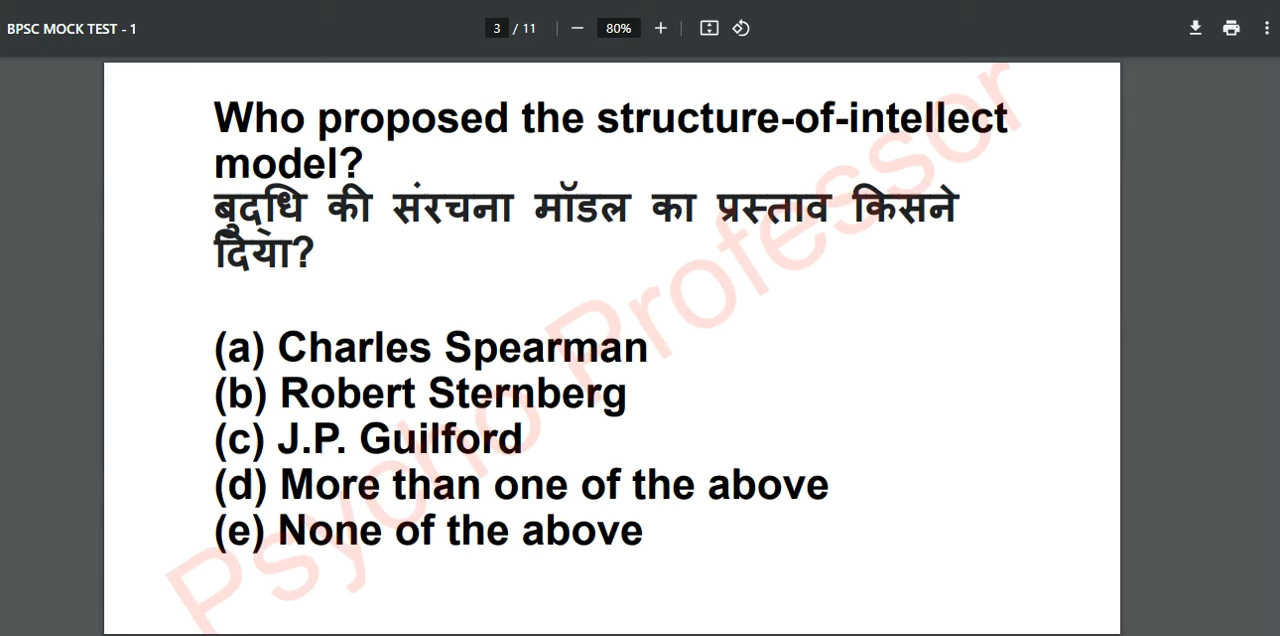 BPSC MOCK TEST - 1
3 / 11
80%
Who proposed the structure-of-intellect
model?
बुद्धि की संरचना मॉडल का प्रस्ताव किसने
दिया?
(a) Charles Spearman
(b) Robert Sternberg
(c) J.P. Guilford
(d) More than one of the above
(e) None of the above
Psycho Professor